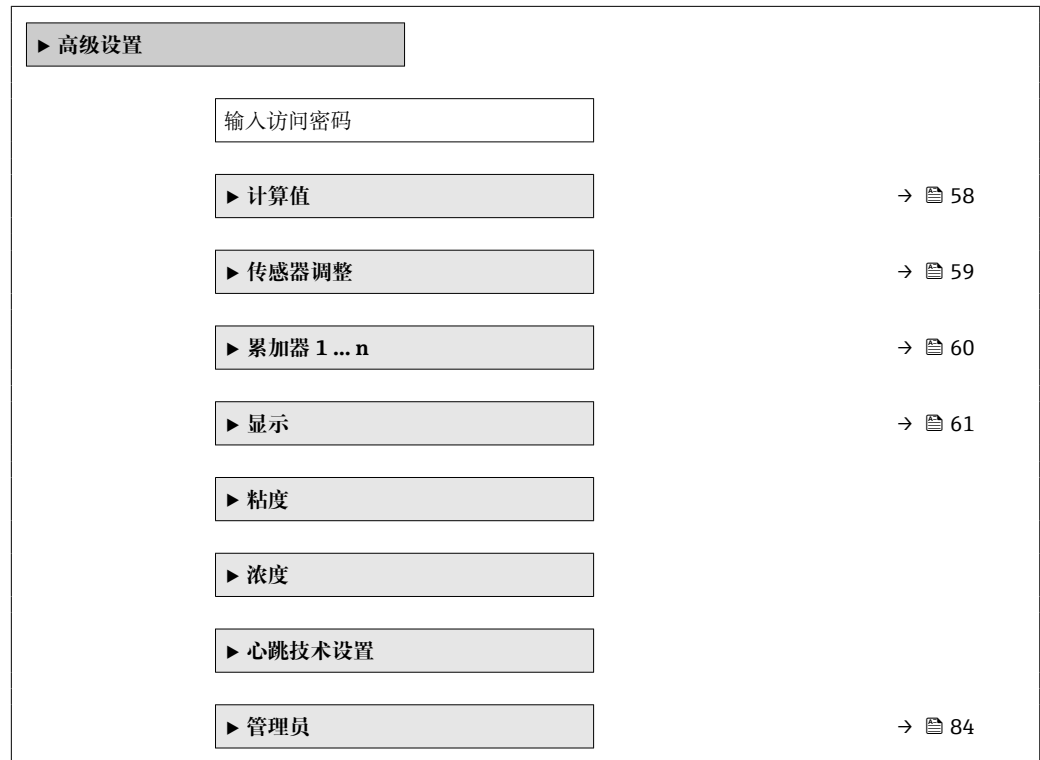 ▶ 高级设置
输入访问密码
▶ 计算值 → 58
▶ 传感器调整 → 59
▶ 累加器 1 ... n → 60
▶ 显示 → 61
▶ 粘度
▶ 浓度
▶ 心跳技术设置
▶ 管理员 → 84